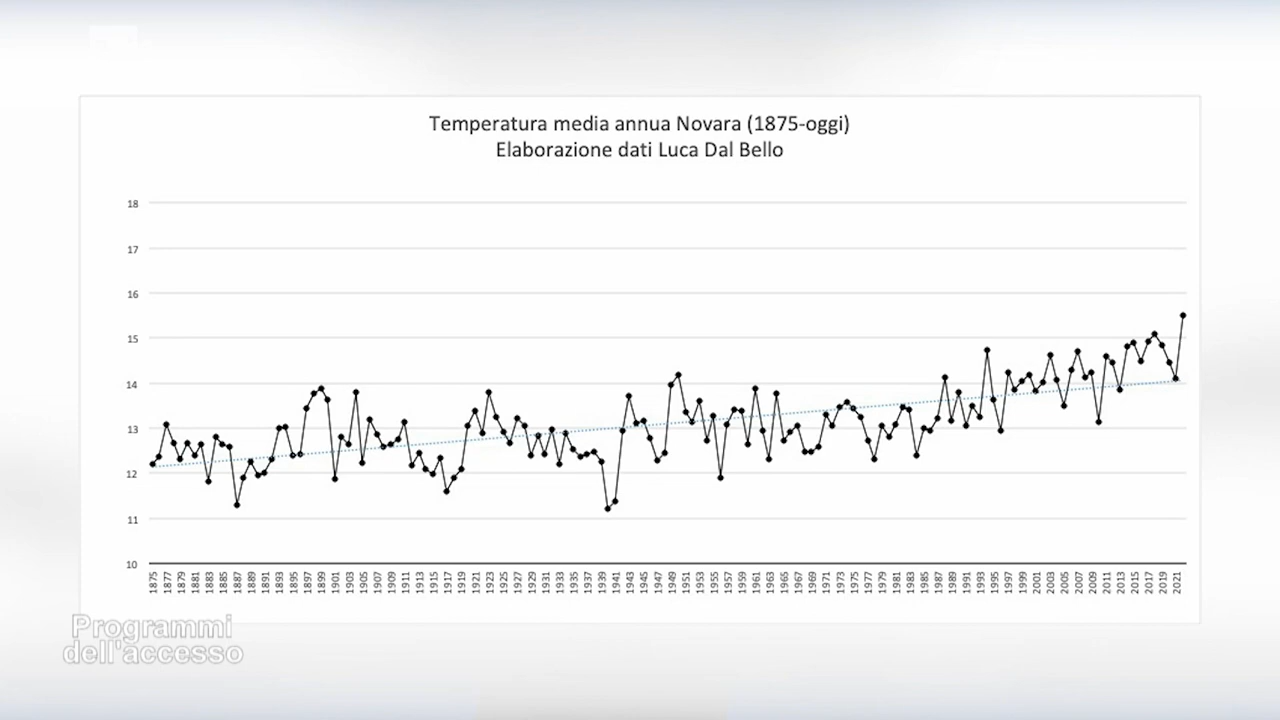 Temperatura media annua Novara (1875-oggi)
Elaborazione dati Luca Dal Bello
18
17
16
15
14
13
12
11
10
1875 1877 1879 1881 1883 1885 1887 1889 1891 1893 1895 1897 1899 1901 1903 1905 1907 1909 1911 1913 1915 1917 1919 1921 1923 1925 1927 1929 1931 1933 1935 1937 1939 1941 1943 1945 1947 1949 1951 1953 1955 1957 1959 1961 1963 1965 1967 1969 1971 1973 1975 1977 1979 1981 1983 1985 1987 1989 1991 1993 1995 1997 1999 2001 2003 2005 2007 2009 2011 2013 2015 2017 2019 2021
Programmi
dell'accesso